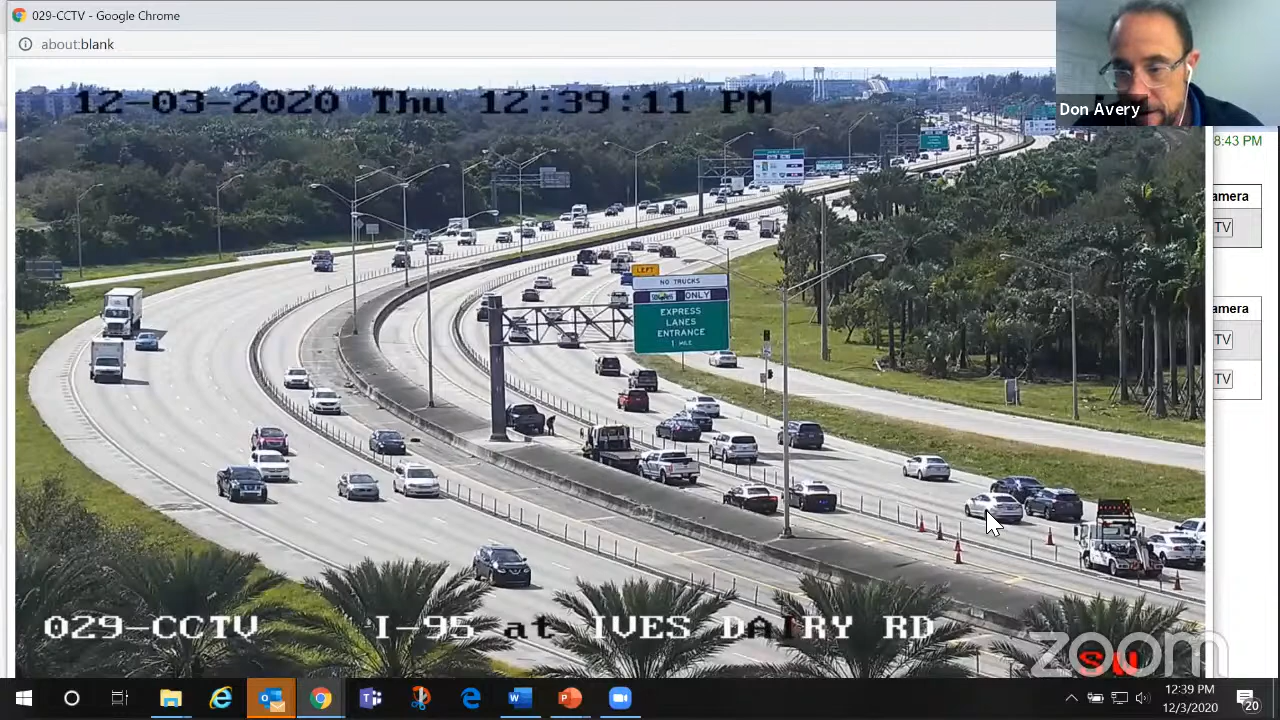 029-CCTV - Google Chrome
about:blank
12-03-2020 Thu 12:39:11 PM
Don Avery
8:43 PM
amera
TV
amera
TV
TV
LEFT
NO TRUCKS
ONLY
EXPRESS
LANES
ENTRANCE
1 MILE
029-CCTV I-95 at IVES DAIRY RD
zoom
SW
12:39 PM
12/3/2020
20